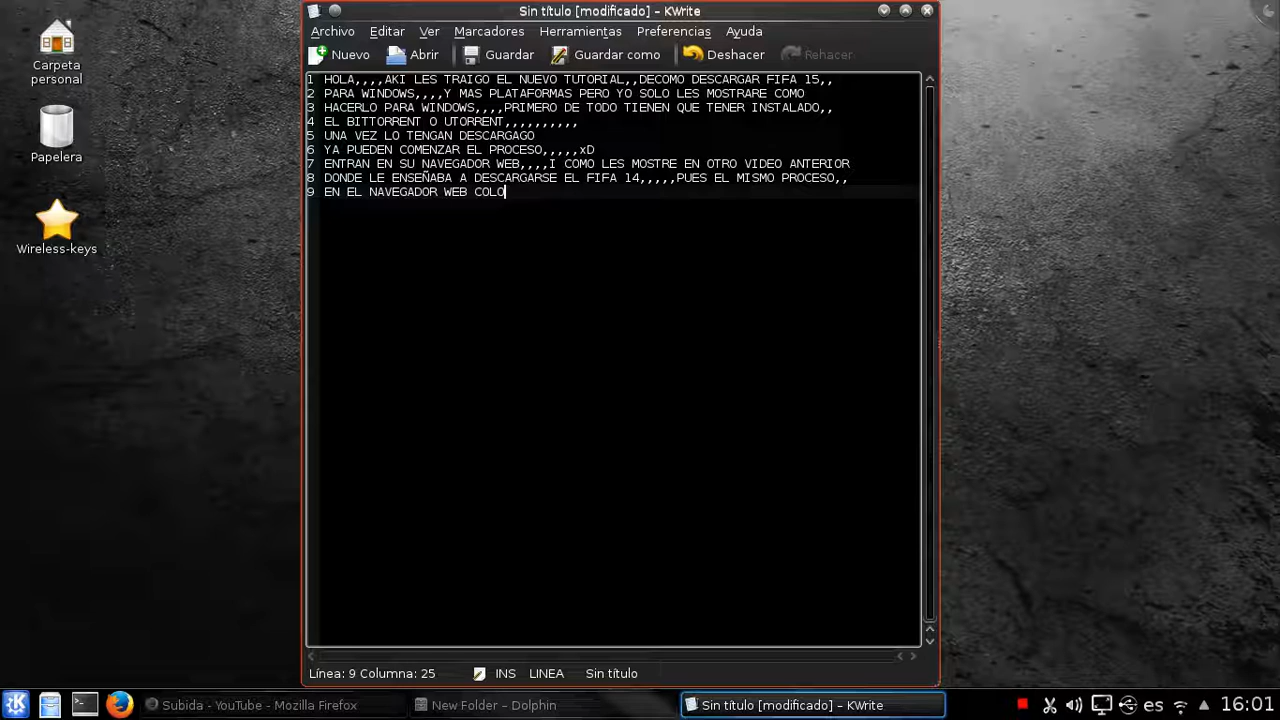 Sin título [modificado] – KWrite
Archivo Editar Ver Marcadores Herramientas Preferencias Ayuda
Nuevo Abrir Guardar Guardar como Deshacer Rehacer
1 HOLA,,,,AKI LES TRAIGO EL NUEVO TUTORIAL,,DECOMO DESCARGAR FIFA 15,,
2 PARA WINDOWS,,,,Y MAS PLATAFORMAS PERO YO SOLO LES MOSTRARE COMO
3 HACERLO PARA WINDOWS,,,,PRIMERO DE TODO TIENEN QUE TENER INSTALADO,,
4 EL BITTORRENT O UTORRENT,,,,,,,,,,
5 UNA VEZ LO TENGAN DESCARGAGO
6 YA PUEDEN COMENZAR EL PROCESO,,,,,xD
7 ENTRAN EN SU NAVEGADOR WEB,,,,I COMO LES MOSTRE EN OTRO VIDEO ANTERIOR
8 DONDE LE ENSEÑABA A DESCARGARSE EL FIFA 14,,,,,PUES EL MISMO PROCESO,,
9 EN EL NAVEGADOR WEB COLO
Línea: 9 Columna: 25 INS LINEA Sin título
Carpeta
personal
Papelera
Wireless-keys
Subida - YouTube - Mozilla Firefox New Folder – Dolphin Sin título [modificado] – KWrite es 16:01